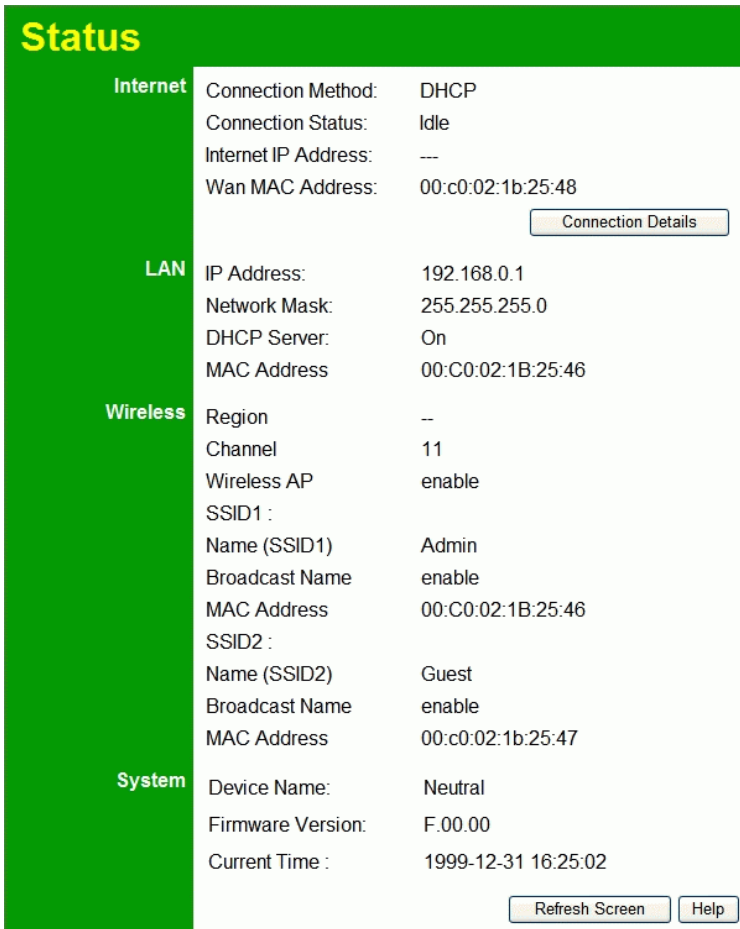 Status
Internet
Connection Method: DHCP
Connection Status: Idle
Internet IP Address: ---
Wan MAC Address: 00:c0:02:1b:25:48
Connection Details
LAN
IP Address: 192.168.0.1
Network Mask: 255.255.255.0
DHCP Server: On
MAC Address 00:C0:02:1B:25:46
Wireless
Region --
Channel 11
Wireless AP enable
SSID1 :
Name (SSID1) Admin
Broadcast Name enable
MAC Address 00:C0:02:1B:25:46
SSID2 :
Name (SSID2) Guest
Broadcast Name enable
MAC Address 00:c0:02:1b:25:47
System
Device Name: Neutral
Firmware Version: F.00.00
Current Time : 1999-12-31 16:25:02
Refresh Screen Help